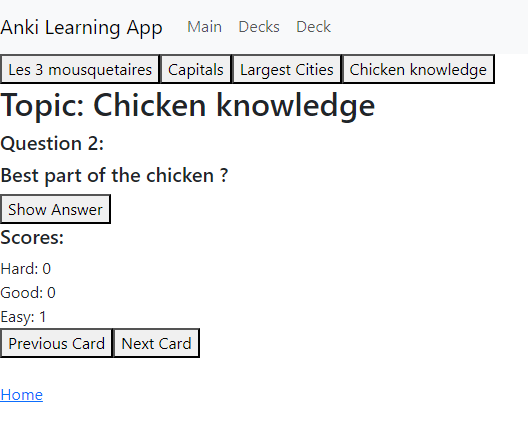 Anki Learning App Main Decks Deck
Les 3 mousquetaires Capitals Largest Cities Chicken knowledge
Topic: Chicken knowledge
Question 2:
Best part of the chicken ?
Show Answer
Scores:
Hard: 0
Good: 0
Easy: 1
Previous Card Next Card
Home